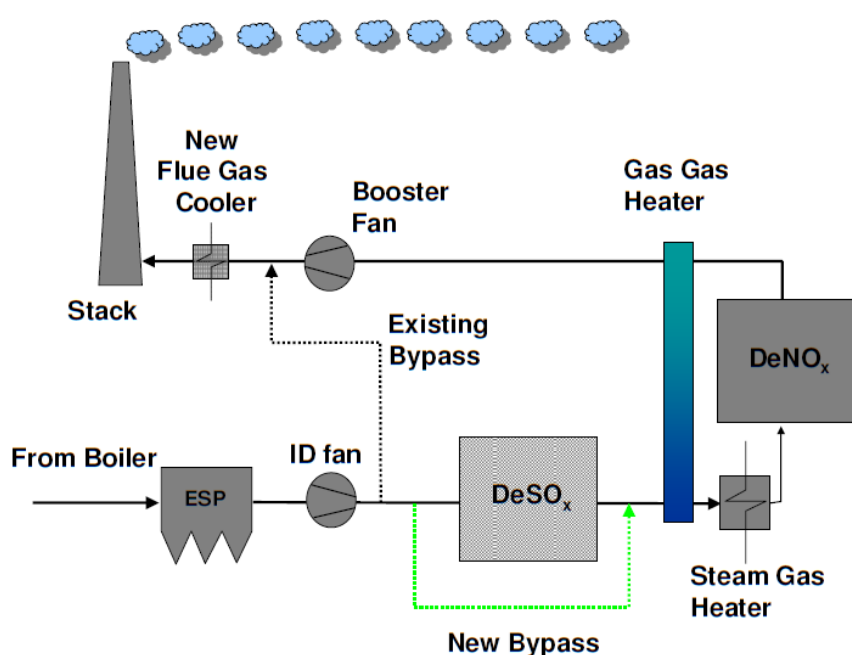 New
Flue Gas
Cooler
Booster
Fan
Gas Gas
Heater
Stack
Existing
Bypass
DeNOₓ
From Boiler
ID fan
ESP
DeSOₓ
Steam Gas
Heater
New Bypass